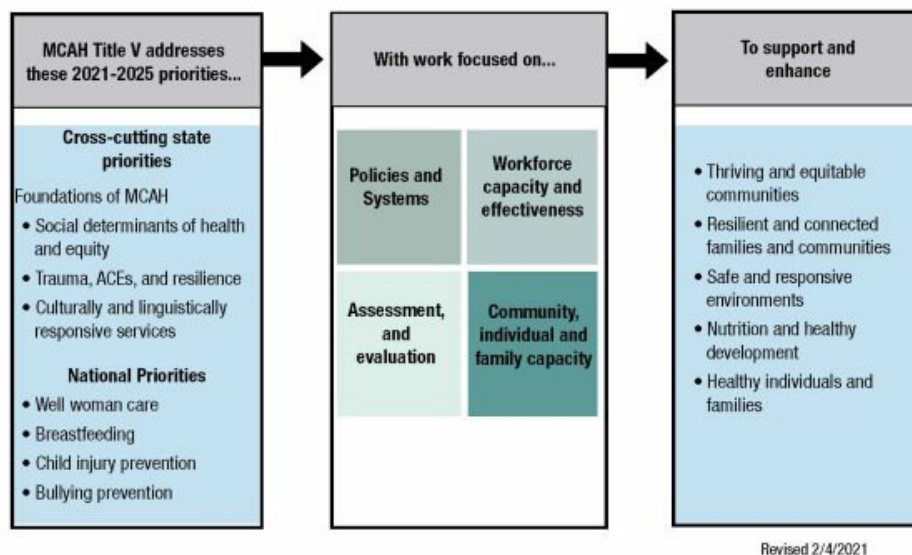 MCAH Title V addresses
these 2021-2025 priorities...
Cross-cutting state
priorities
Foundations of MCAH
• Social determinants of health
and equity
• Trauma, ACEs, and resilience
• Culturally and linguistically
responsive services
National Priorities
• Well woman care
• Breastfeeding
• Child injury prevention
• Bullying prevention
With work focused on...
Policies and
Systems
Workforce
capacity and
effectiveness
Assessment,
and
evaluation
Community,
individual and
family capacity
To support and
enhance
• Thriving and equitable
communities
• Resilient and connected
families and communities
• Safe and responsive
environments
• Nutrition and healthy
development
• Healthy individuals and
families
Revised 2/4/2021